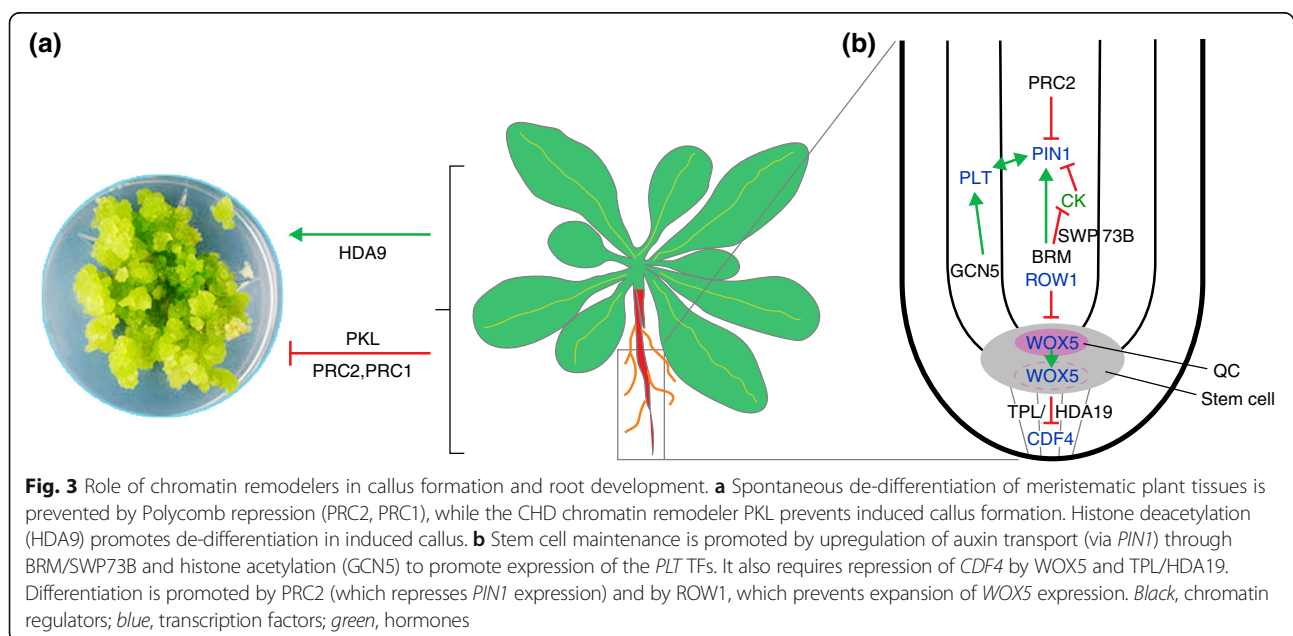 (a)
HDA9
PKL
PRC2,PRC1
(b)
PRC2
PIN1
PLT
CK
SWP73B
BRM
GCN5
ROW1
WOX5
QC
WOX5
Stem cell
TPL/ HDA19
CDF4
Fig. 3 Role of chromatin remodelers in callus formation and root development. a Spontaneous de-differentiation of meristematic plant tissues is
prevented by Polycomb repression (PRC2, PRC1), while the CHD chromatin remodeler PKL prevents induced callus formation. Histone deacetylation
(HDA9) promotes de-differentiation in induced callus. b Stem cell maintenance is promoted by upregulation of auxin transport (via PIN1) through
BRM/SWP73B and histone acetylation (GCN5) to promote expression of the PLT TFs. It also requires repression of CDF4 by WOX5 and TPL/HDA19.
Differentiation is promoted by PRC2 (which represses PIN1 expression) and by ROW1, which prevents expansion of WOX5 expression. Black, chromatin
regulators; blue, transcription factors; green, hormones